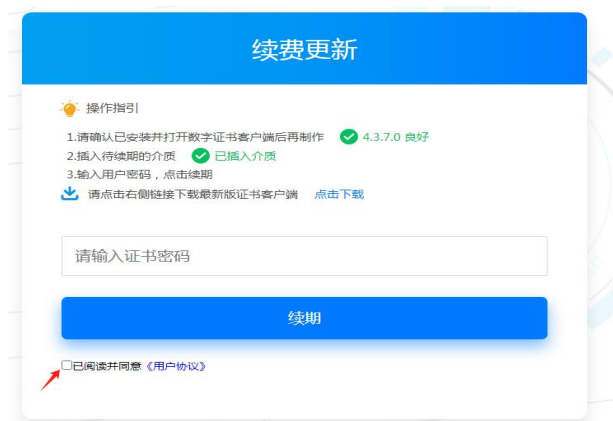 续费更新
操作指引
1.请确认已安装并打开数字证书客户端后再制作 4.3.7.0 良好
2.插入待续期的介质 已插入介质
3.输入用户密码，点击续期
请点击右侧链接下载最新版证书客户端 点击下载
请输入证书密码
续期
已阅读并同意《用户协议》